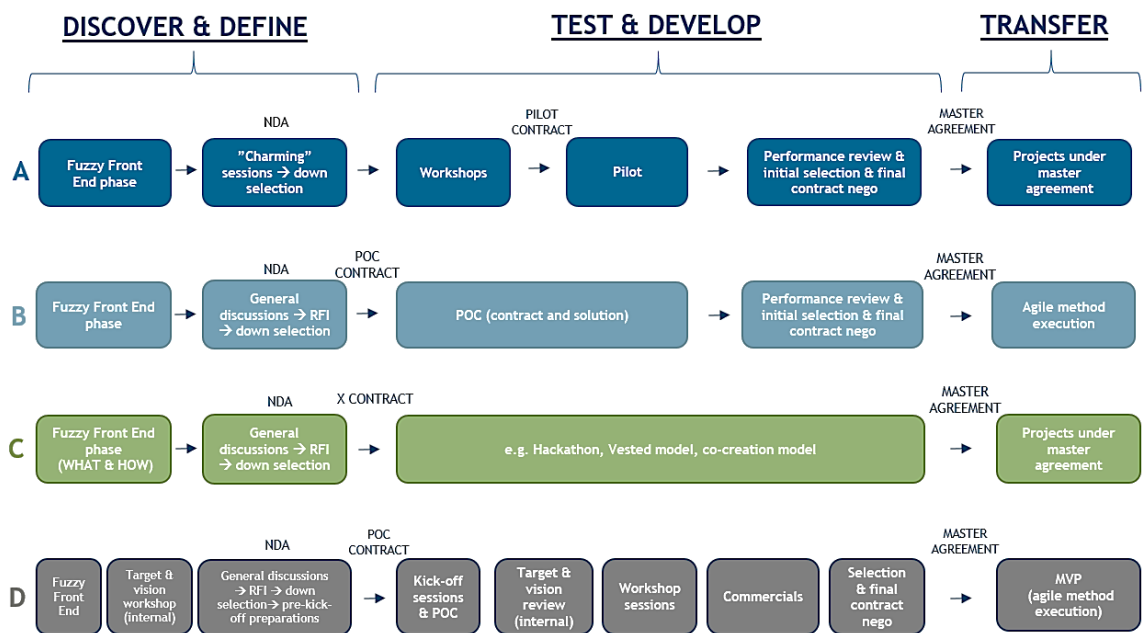 DISCOVER & DEFINE
TEST & DEVELOP
TRANSFER
NDA
PILOT
CONTRACT
MASTER
AGREEMENT
A
Fuzzy Front
End phase
”Charming”
sessions → down
selection
Workshops
Pilot
Performance review &
initial selection & final
contract nego
Projects under
master
agreement
NDA
POC
CONTRACT
MASTER
AGREEMENT
B
Fuzzy Front End
phase
General
discussions → RFI
→ down selection
POC (contract and solution)
Performance review &
initial selection & final
contract nego
Agile method
execution
NDA
X CONTRACT
MASTER
AGREEMENT
C
Fuzzy Front End
phase
(WHAT & HOW)
General
discussions → RFI
→ down selection
e.g. Hackathon, Vested model, co-creation model
Projects under
master
agreement
NDA
POC
CONTRACT
MASTER
AGREEMENT
D
Fuzzy
Front
End
Target &
vision
workshop
(internal)
General discussions
→ RFI → down
selection→ pre-kick-
off preparations
Kick-off
sessions
& POC
Target &
vision
review
(internal)
Workshop
sessions
Commercials
Selection
& final
contract
nego
MVP
(agile method
execution)